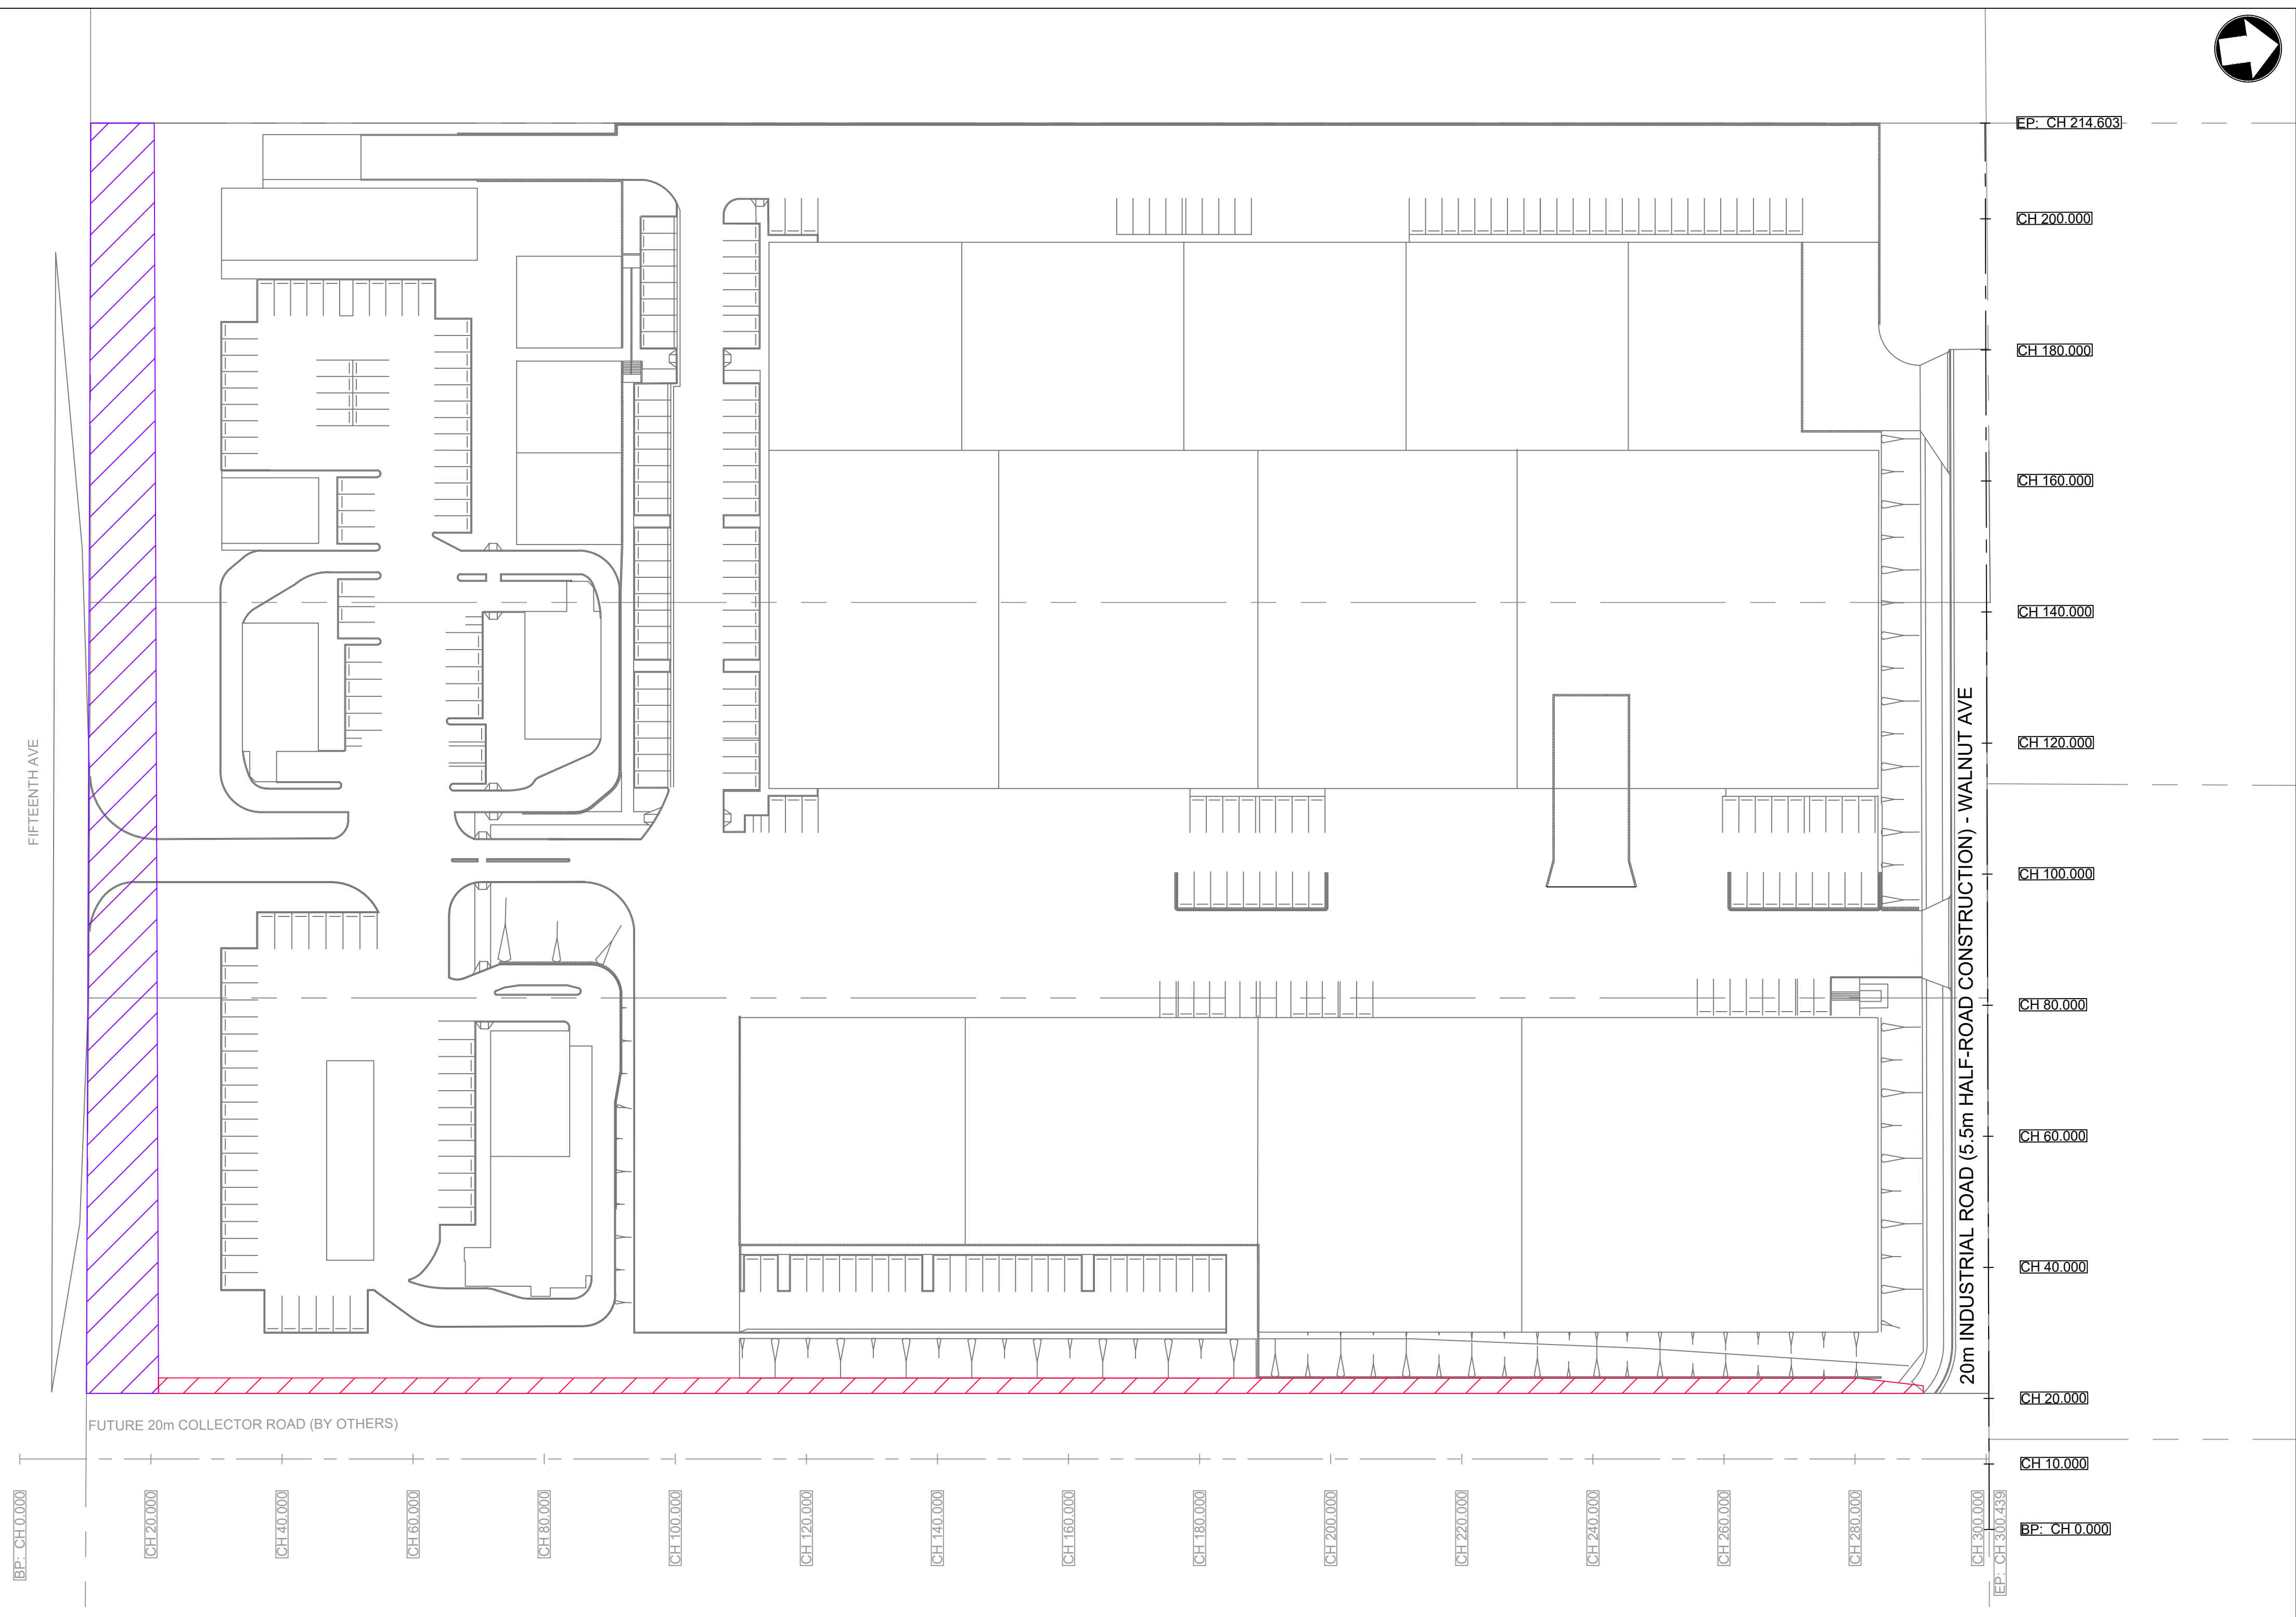 EP: CH 214.603
CH 200.000
CH 180.000
CH 160.000
CH 140.000
CH 120.000
CH 100.000
CH 80.000
CH 60.000
CH 40.000
CH 20.000
CH 10.000
BP: CH 0.000
20m INDUSTRIAL ROAD (5.5m HALF-ROAD CONSTRUCTION) - WALNUT AVE
FIFTEENTH AVE
FUTURE 20m COLLECTOR ROAD (BY OTHERS)
BP: CH 0.000
CH 20.000
CH 40.000
CH 60.000
CH 80.000
CH 100.000
CH 120.000
CH 140.000
CH 160.000
CH 180.000
CH 200.000
CH 220.000
CH 240.000
CH 260.000
CH 280.000
CH 300.000
EP: CH 300.439